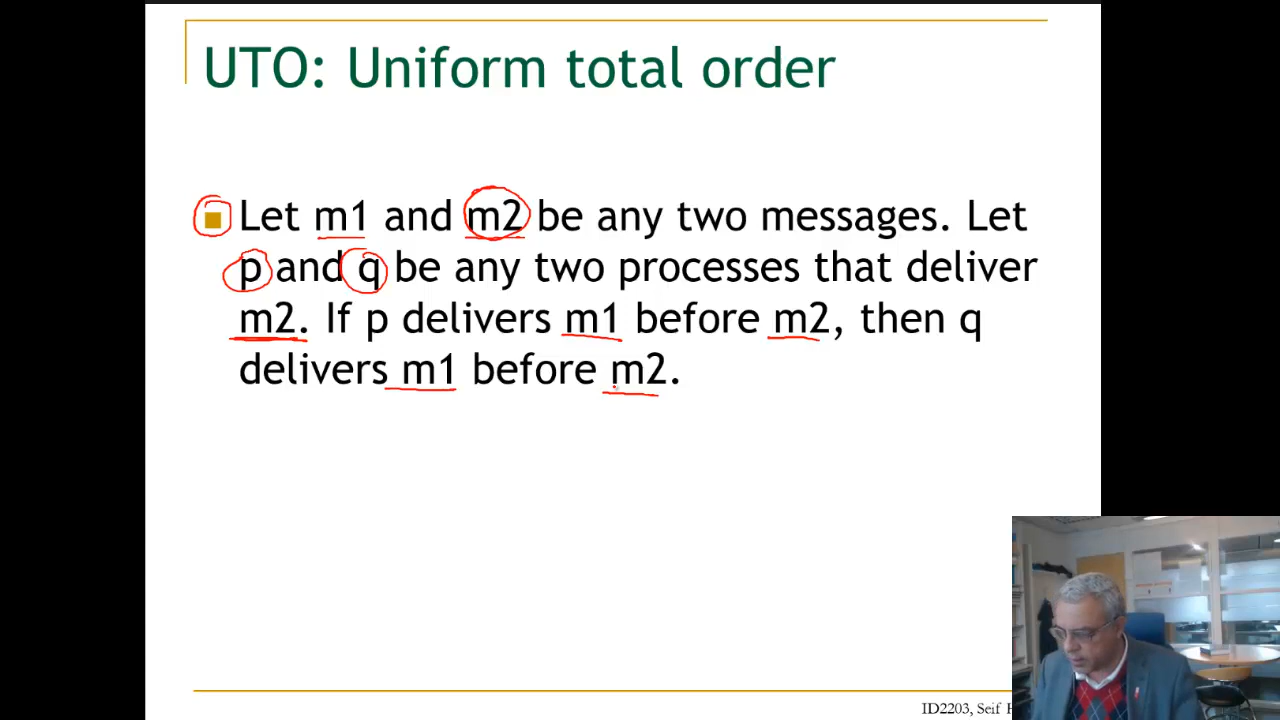 UTO: Uniform total order
Let m1 and m2 be any two messages. Let
p and q be any two processes that deliver
m2. If p delivers m1 before m2, then q
delivers m1 before m2.
ID2203, Seif